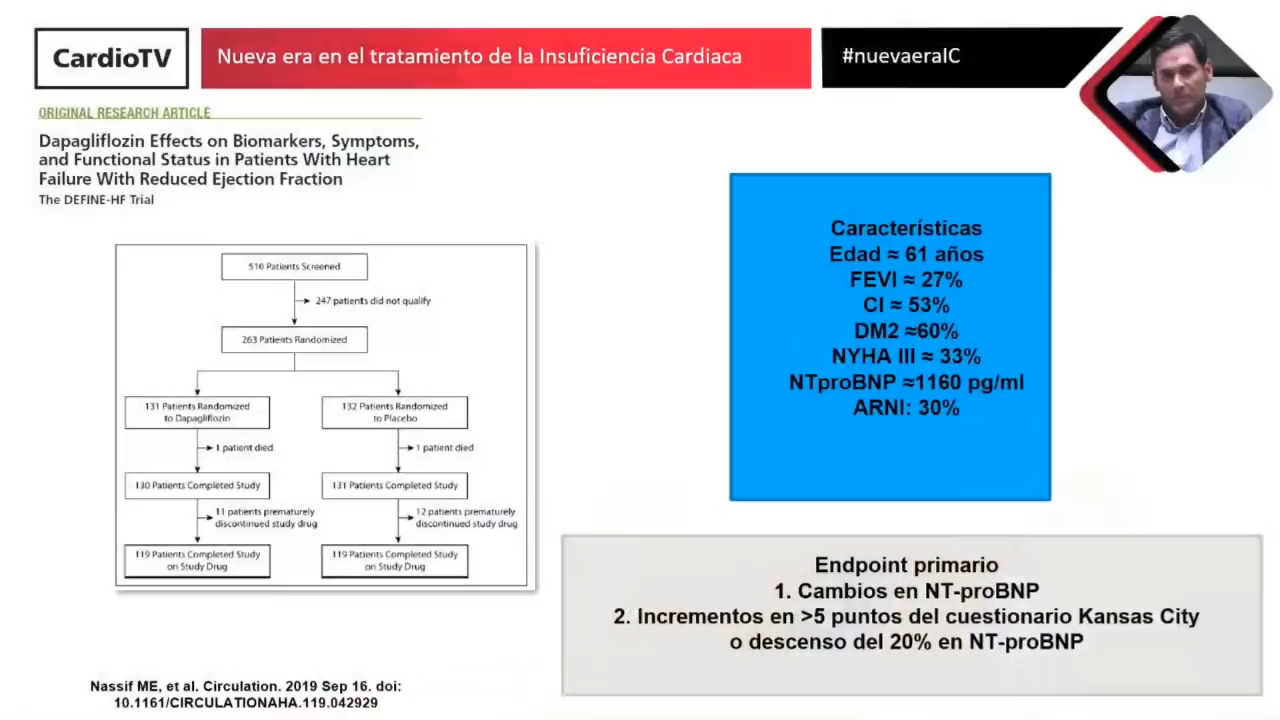 CardioTV
Nueva era en el tratamiento de la Insuficiencia Cardiaca
#nuevaeraIC
ORIGINAL RESEARCH ARTICLE
Dapagliflozin Effects on Biomarkers, Symptoms,
and Functional Status in Patients With Heart
Failure With Reduced Ejection Fraction
The DEFINE-HF Trial
510 Patients Screened
247 patients did not qualify
263 Patients Randomized
131 Patients Randomized
to Dapagliflozin
132 Patients Randomized
to Placebo
1 patient died
1 patient died
130 Patients Completed Study
131 Patients Completed Study
11 patients prematurely
discontinued study drug
12 patients prematurely
discontinued study drug
119 Patients Completed Study
on Study Drug
119 Patients Completed Study
on Study Drug
Características
Edad ≈ 61 años
FEVI ≈ 27%
CI ≈ 53%
DM2 ≈60%
NYHA III ≈ 33%
NTproBNP ≈1160 pg/ml
ARNI: 30%
Endpoint primario
1. Cambios en NT-proBNP
2. Incrementos en >5 puntos del cuestionario Kansas City
o descenso del 20% en NT-proBNP
Nassif ME, et al. Circulation. 2019 Sep 16. doi:
10.1161/CIRCULATIONAHA.119.042929